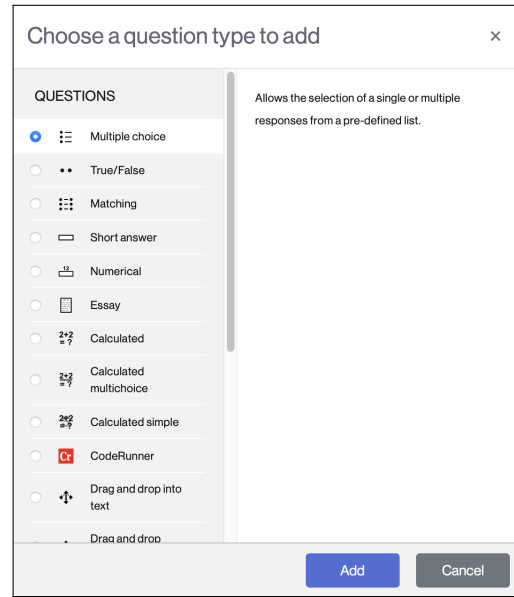 Choose a question type to add
×
QUESTIONS
Multiple choice
True/False
Matching
Short answer
12
Numerical
Essay
2+2
= ?
Calculated
2+2
= ?
Calculated
multichoice
2+2
= ?
Calculated simple
Cr
CodeRunner
Drag and drop into
text
Drag and drop
Allows the selection of a single or multiple
responses from a pre-defined list.
Add
Cancel